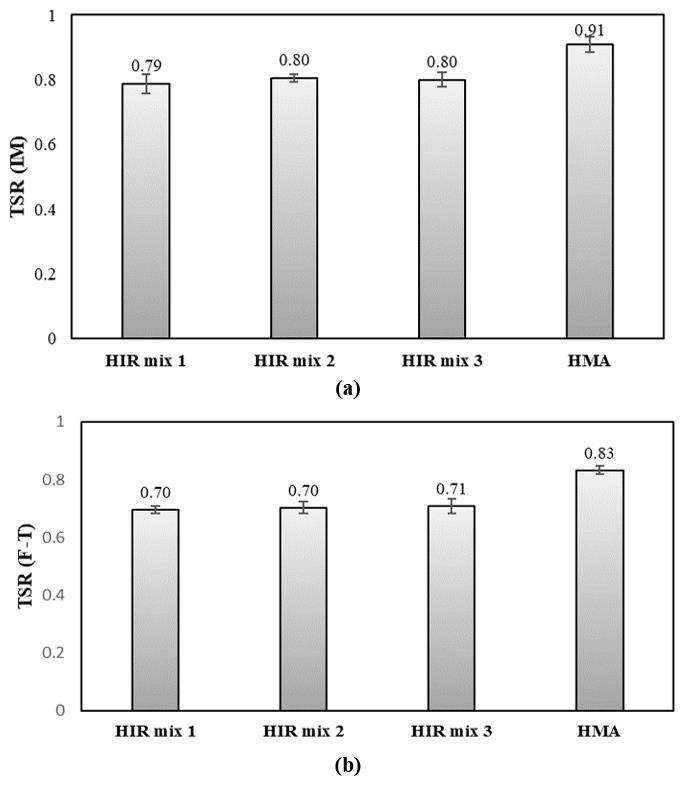 1
0.91
0.79
0.80
0.80
0.8
0.6
TSR (IM)
0.4
0.2
0
HIR mix 1
HIR mix 2
HIR mix 3
HMA
(a)
1
0.83
0.8
0.70
0.70
0.71
0.6
TSR (F-T)
0.4
0.2
0
HIR mix 1
HIR mix 2
HIR mix 3
HMA
(b)